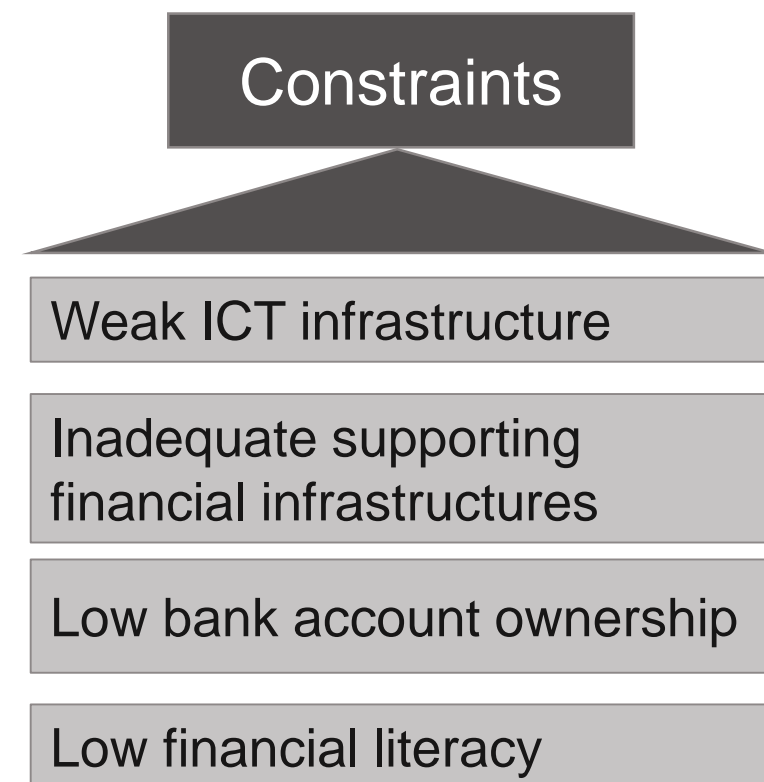 Constraints
Weak ICT infrastructure
Inadequate supporting
financial infrastructures
Low bank account ownership
Low financial literacy